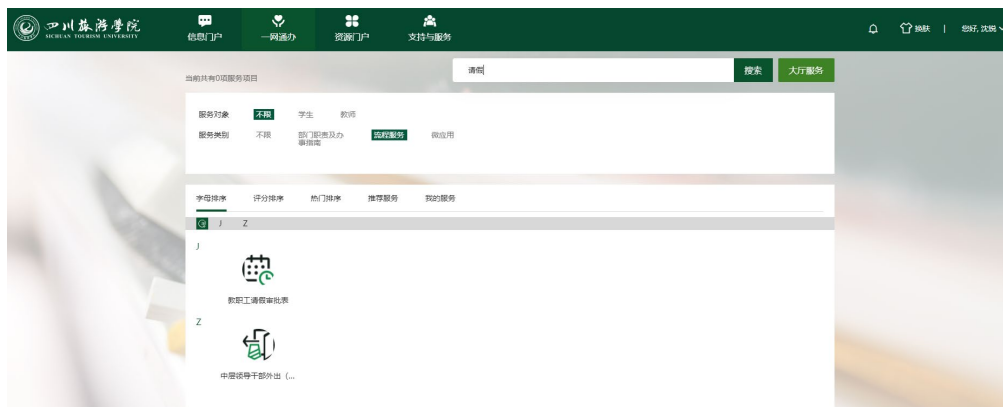 四川旅游学院
SICHUAN TOURISM UNIVERSITY
信息门户 一网通办 资源门户 支持与服务
换肤 | 您好, 沈悦
当前共有0项服务项目 请假 搜索 大厅服务
服务对象 不限 学生 教师
服务类别 不限 部门职责及办事指南 流程服务 微应用
字母排序 评分排序 热门排序 推荐服务 我的服务
J Z
J
教职工请假审批表
Z
中层领导干部外出（...